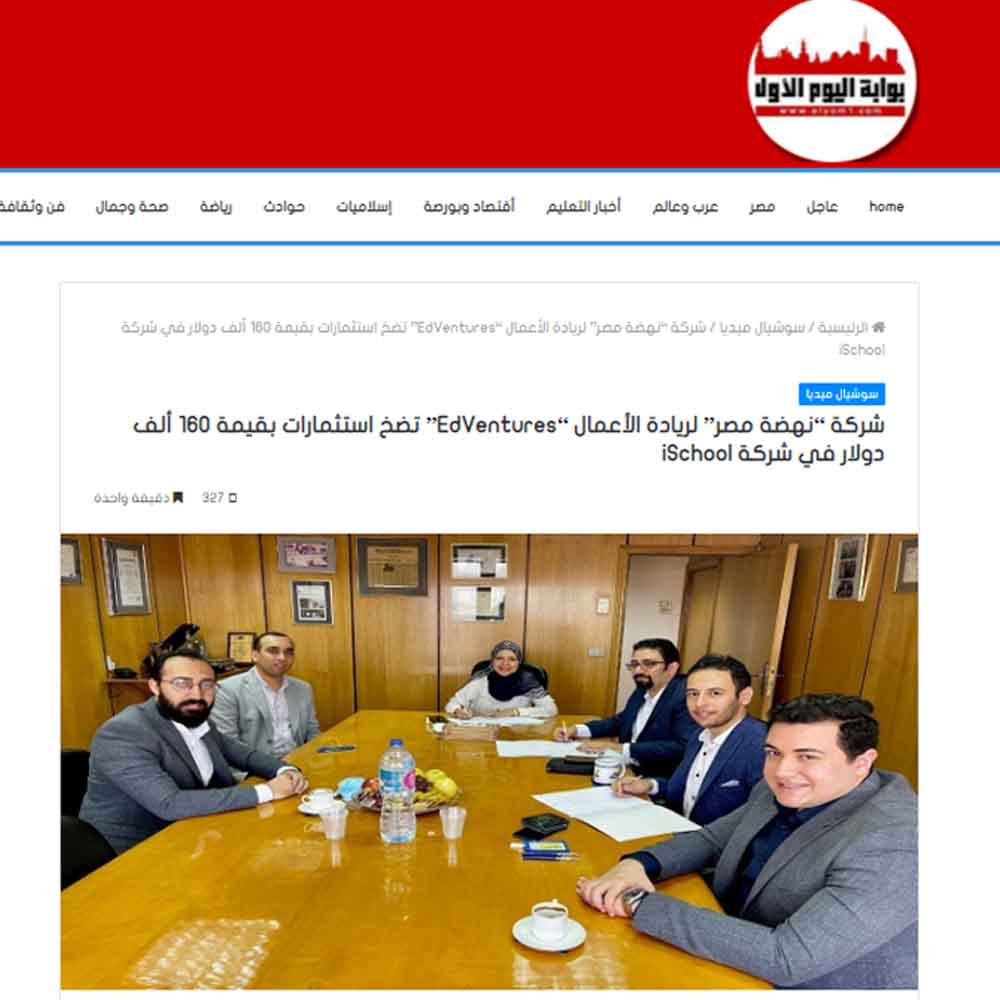 بوابة اليوم الاول
www.elyom1.com
home عاجل مصر عرب وعالم أخبار التعليم أقتصاد وبورصة إسلاميات حوادث رياضة صحة وجمال فن وثقافة
الرئيسية / سوشيال ميديا / شركة “نهضة مصر” لريادة الأعمال “EdVentures” تضخ استثمارات بقيمة 160 ألف دولار في شركة
iSchool
سوشيال ميديا
شركة “نهضة مصر” لريادة الأعمال “EdVentures” تضخ استثمارات بقيمة 160 ألف
دولار في شركة iSchool
327 دقيقة واحدة